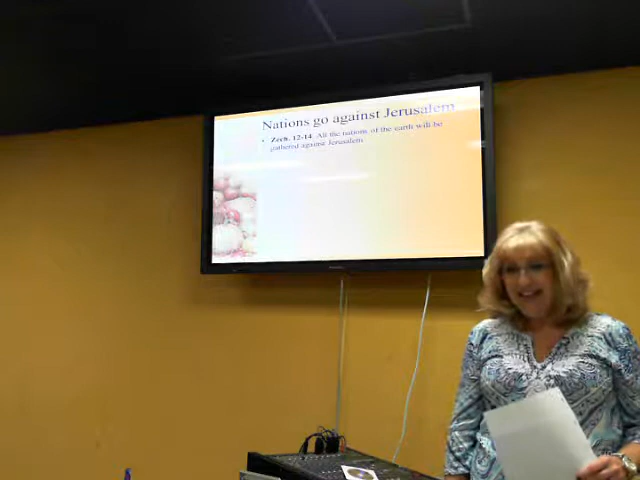 Nations go against Jerusalem
• Zech. 12-14. All the nations of the earth will be
gathered against Jerusalem